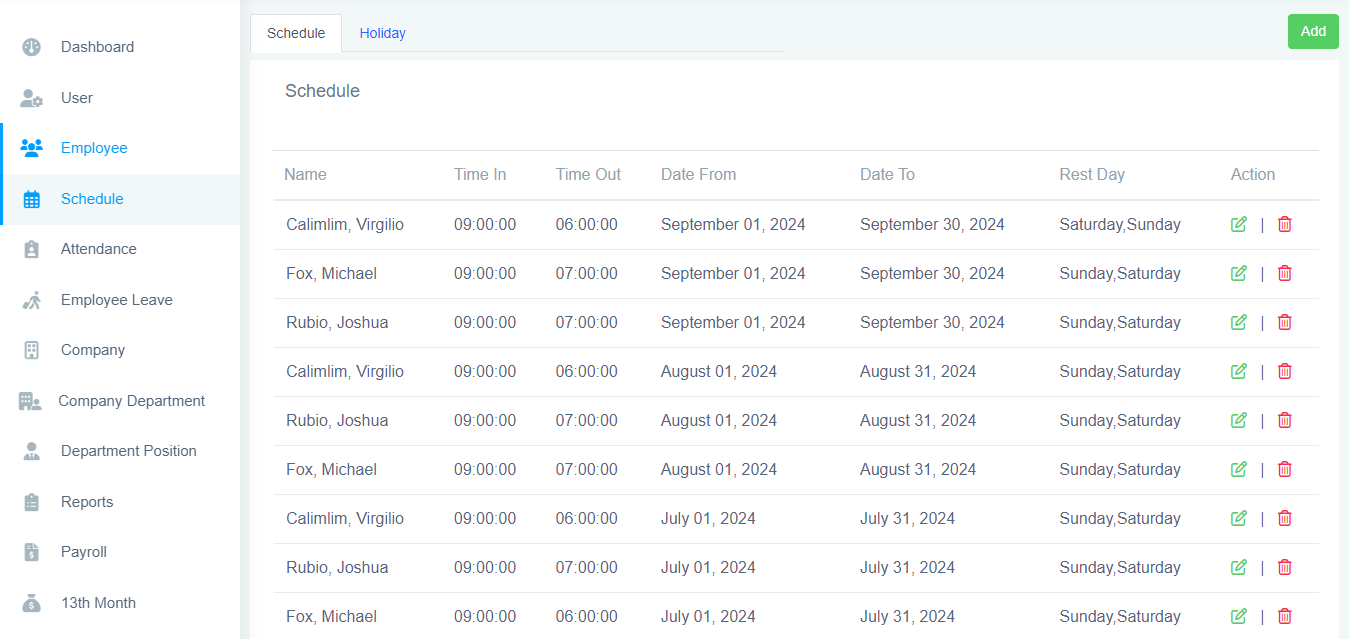 Dashboard
User
Employee
Schedule
Attendance
Employee Leave
Company
Company Department
Department Position
Reports
Payroll
13th Month
Schedule Holiday Add
Schedule
Name Time In Time Out Date From Date To Rest Day Action
Calimlim, Virgilio 09:00:00 06:00:00 September 01, 2024 September 30, 2024 Saturday,Sunday |
Fox, Michael 09:00:00 07:00:00 September 01, 2024 September 30, 2024 Sunday,Saturday |
Rubio, Joshua 09:00:00 07:00:00 September 01, 2024 September 30, 2024 Sunday,Saturday |
Calimlim, Virgilio 09:00:00 06:00:00 August 01, 2024 August 31, 2024 Sunday,Saturday |
Rubio, Joshua 09:00:00 07:00:00 August 01, 2024 August 31, 2024 Sunday,Saturday |
Fox, Michael 09:00:00 07:00:00 August 01, 2024 August 31, 2024 Sunday,Saturday |
Calimlim, Virgilio 09:00:00 06:00:00 July 01, 2024 July 31, 2024 Sunday,Saturday |
Rubio, Joshua 09:00:00 07:00:00 July 01, 2024 July 31, 2024 Sunday,Saturday |
Fox, Michael 09:00:00 06:00:00 July 01, 2024 July 31, 2024 Sunday,Saturday |